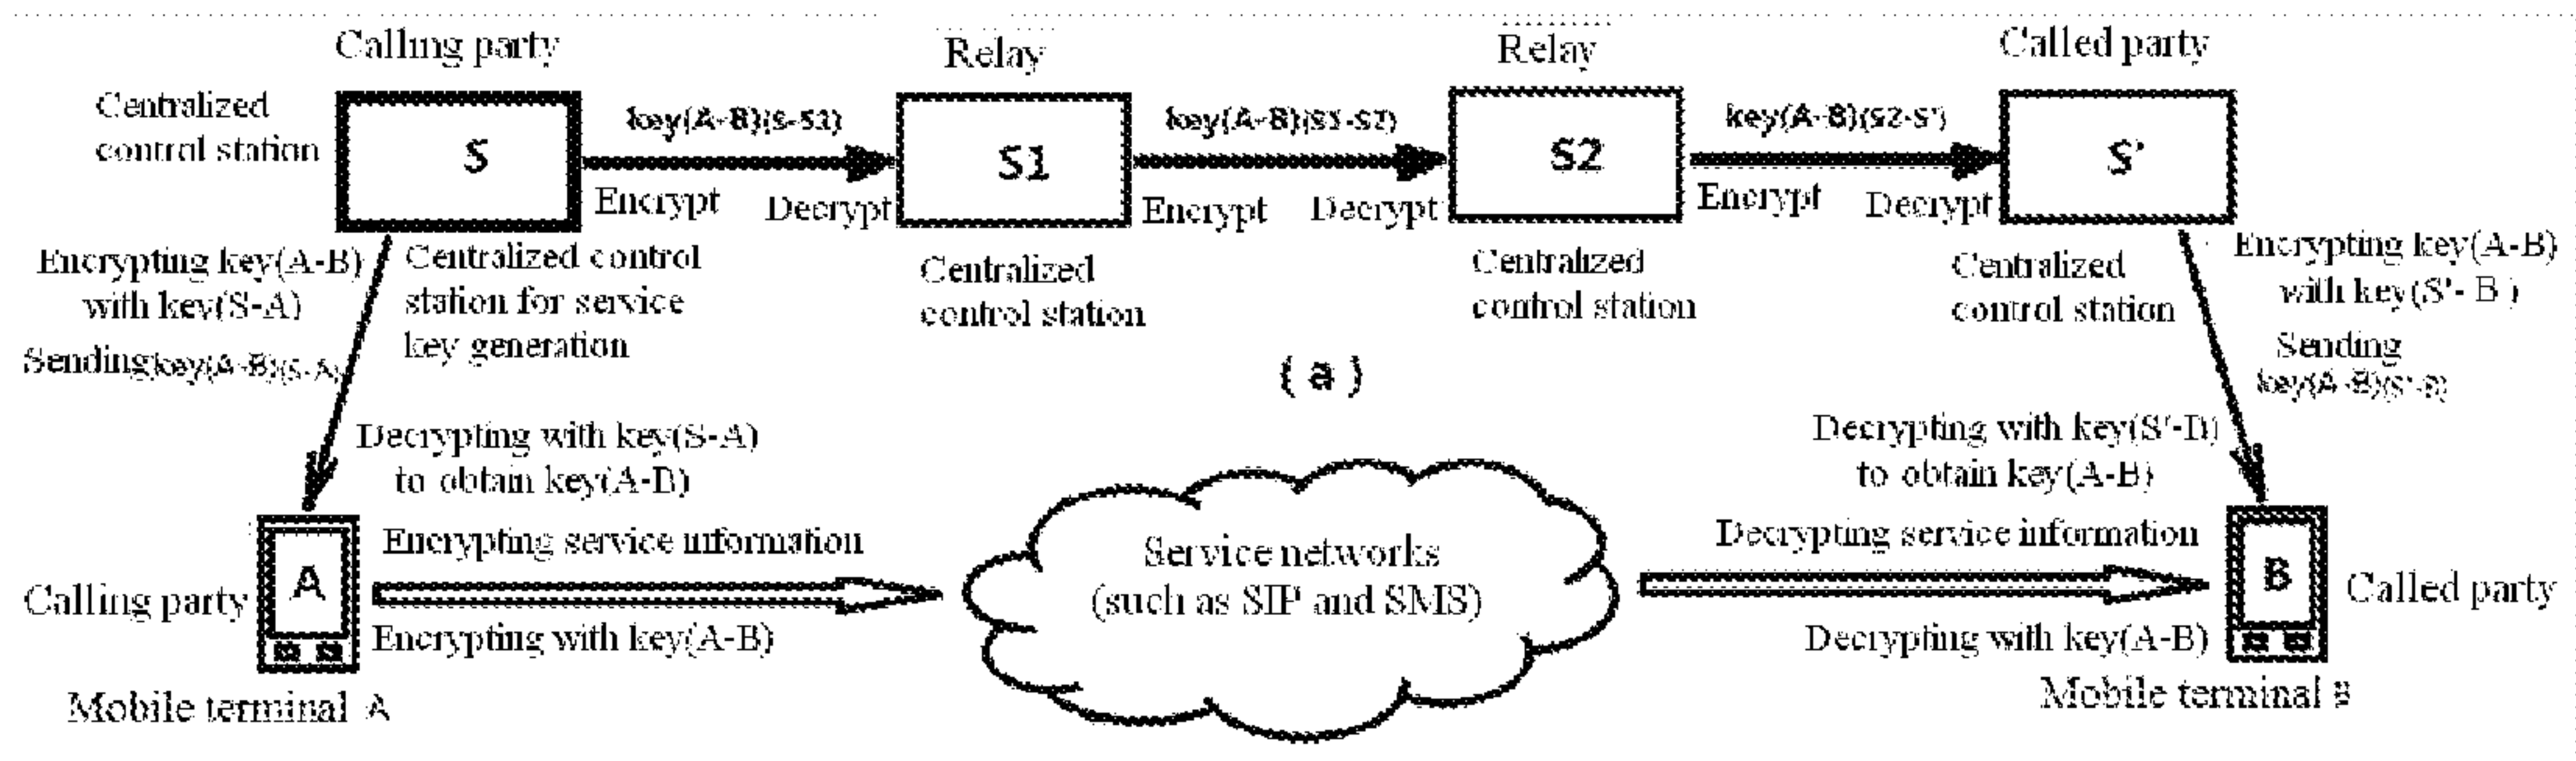 Calling party
Relay
Relay
Called party
Centralized
control station
S
key(A-B)(S-S1)
S1
key(A-B)(S1-S2)
S2
key(A-B)(S2-S')
S'
Encrypt
Decrypt
Encrypt
Decrypt
Encrypt
Decrypt
Encrypting key(A-B)
with key(S-A)
Centralized control
station for service
key generation
Centralized
control station
Centralized
control station
Centralized
control station
Encrypting key(A-B)
with key(S'- B )
Sending key(A-B)(S-A)
( a )
Sending
key(A-B)(S'-B)
Decrypting with key(S-A)
to obtain key(A-B)
Decrypting with key(S'-B)
to obtain key(A-B)
Encrypting service information
Service networks
(such as SIP and SMS)
Decrypting service information
Calling party
A
Encrypting with key(A-B)
Decrypting with key(A-B)
B
Called party
Mobile terminal A
Mobile terminal B